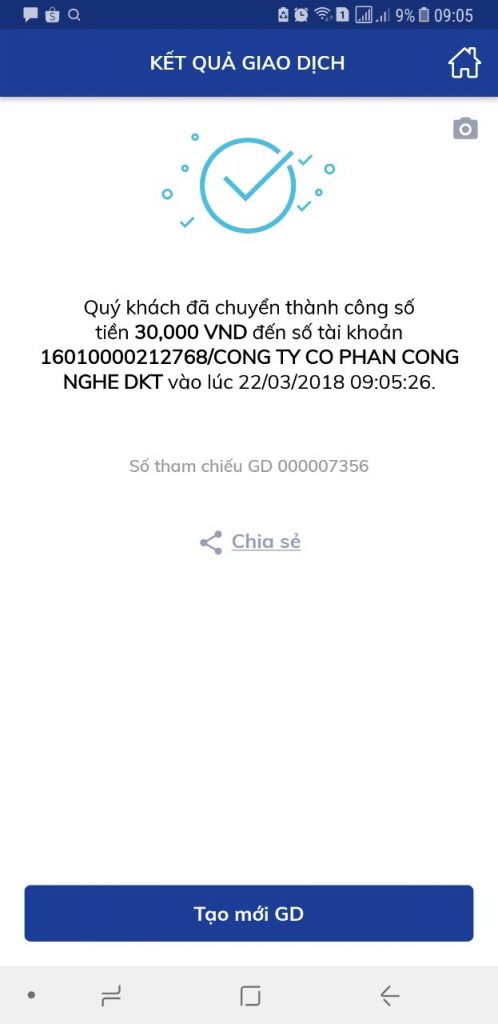 9% 09:05
KẾT QUẢ GIAO DỊCH
Quý khách đã chuyển thành công số
tiền 30,000 VND đến số tài khoản
16010000212768/CONG TY CO PHAN CONG
NGHE DKT vào lúc 22/03/2018 09:05:26.
Số tham chiếu GD 000007356
Chia sẻ
Tạo mới GD